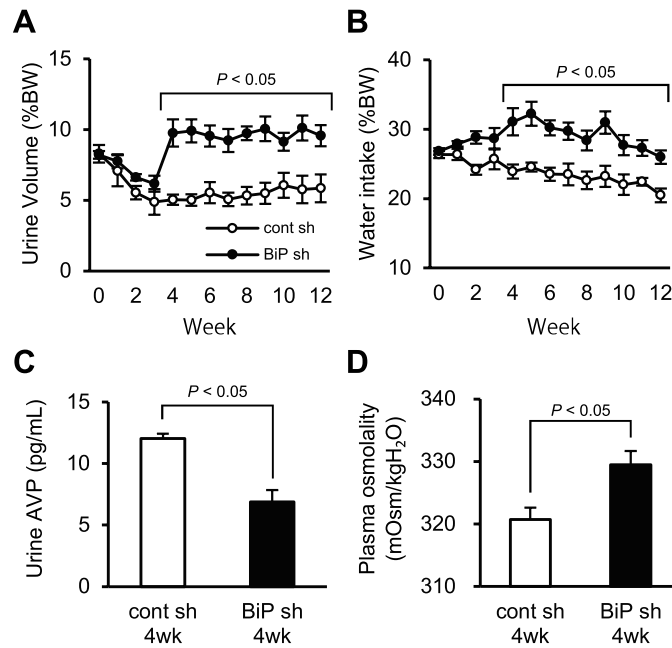 A
Urine Volume (%BW)
15
10
5
0
P < 0.05
cont sh
BiP sh
0 2 4 6 8 10 12
Week
B
Water intake (%BW)
40
30
20
10
P < 0.05
0 2 4 6 8 10 12
Week
C
Urine AVP (pg/mL)
15
10
5
0
P < 0.05
cont sh BiP sh
4wk 4wk
D
Plasma osmolality
(mOsm/kgH₂O)
340
330
320
310
P < 0.05
cont sh BiP sh
4wk 4wk